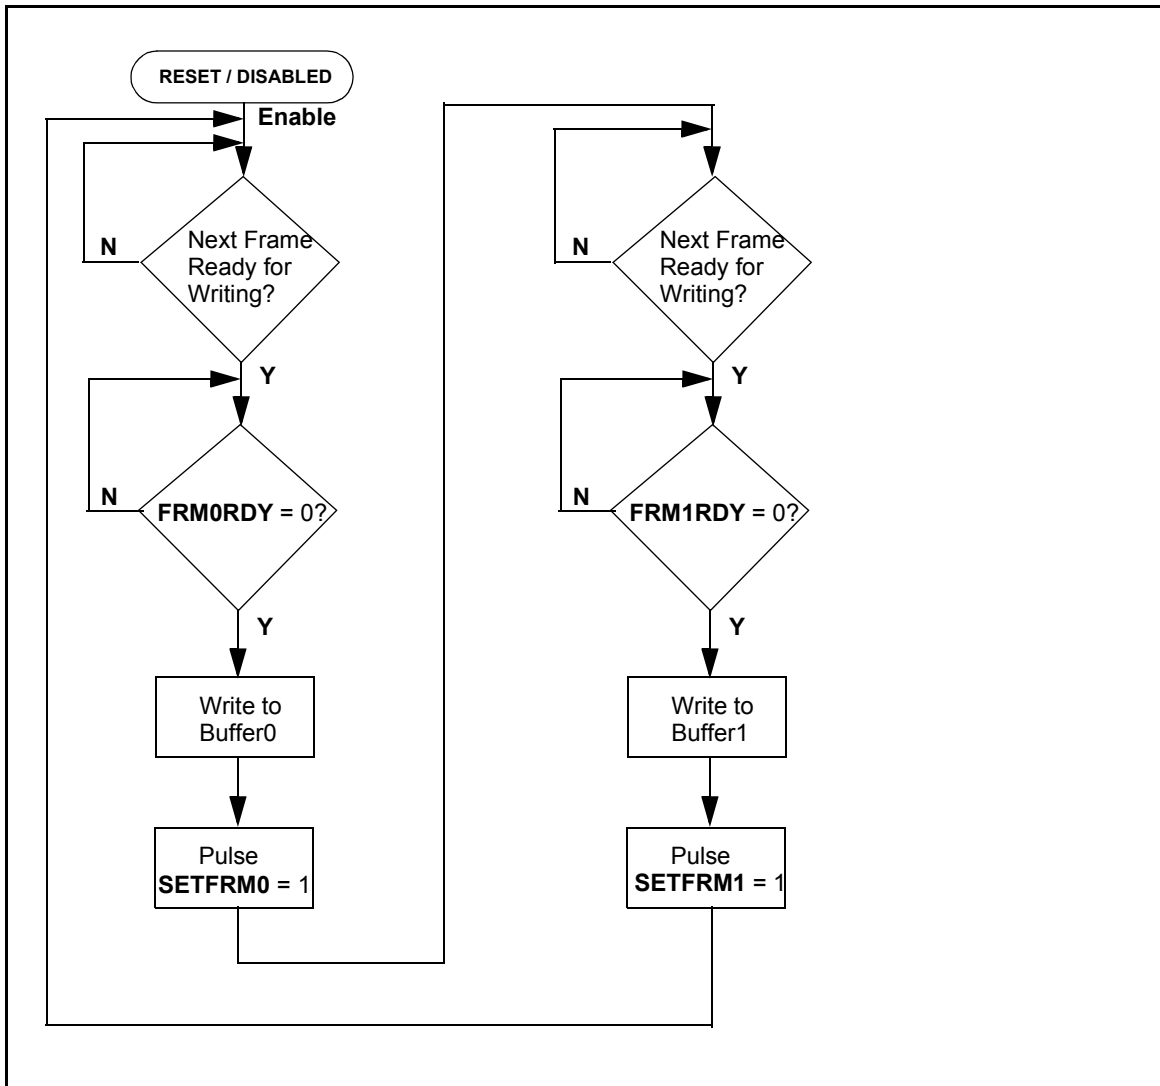 RESET / DISABLED
Enable
N
Next Frame
Ready for
Writing?
Y
N
FRM0RDY = 0?
Y
Write to
Buffer0
Pulse
SETFRM0 = 1
N
Next Frame
Ready for
Writing?
Y
N
FRM1RDY = 0?
Y
Write to
Buffer1
Pulse
SETFRM1 = 1